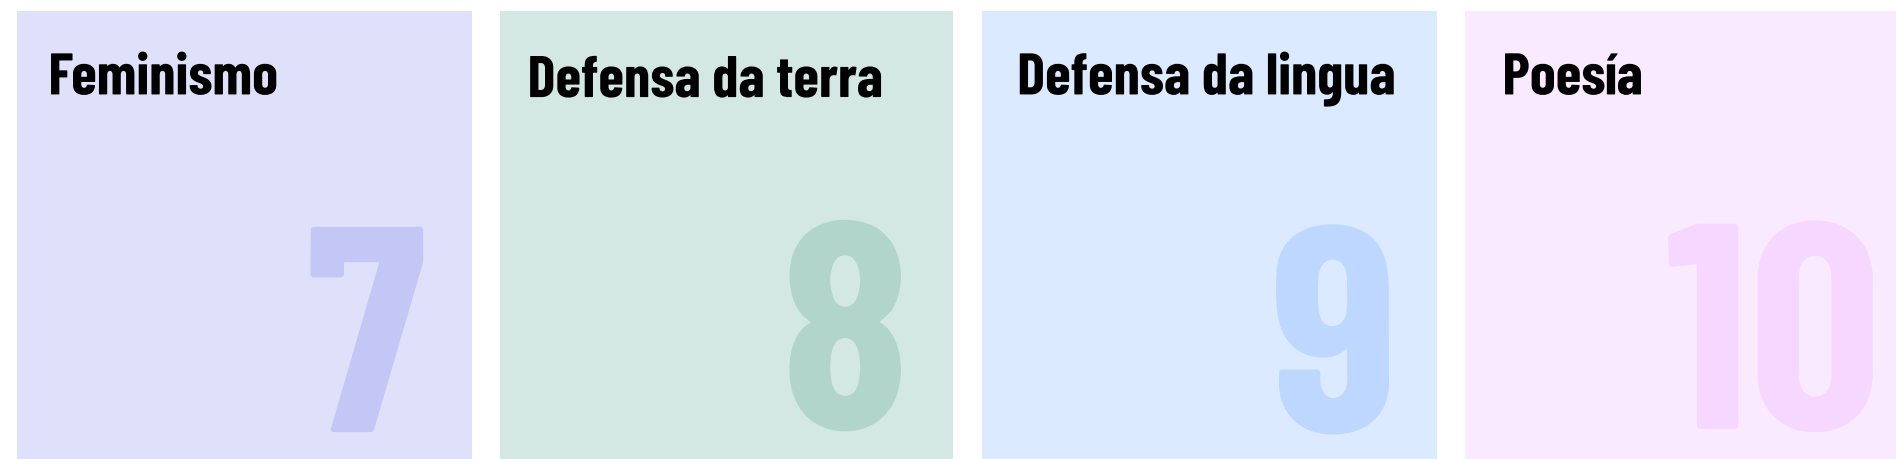 Feminismo
7
Defensa da terra
8
Defensa da lingua
9
Poesía
10